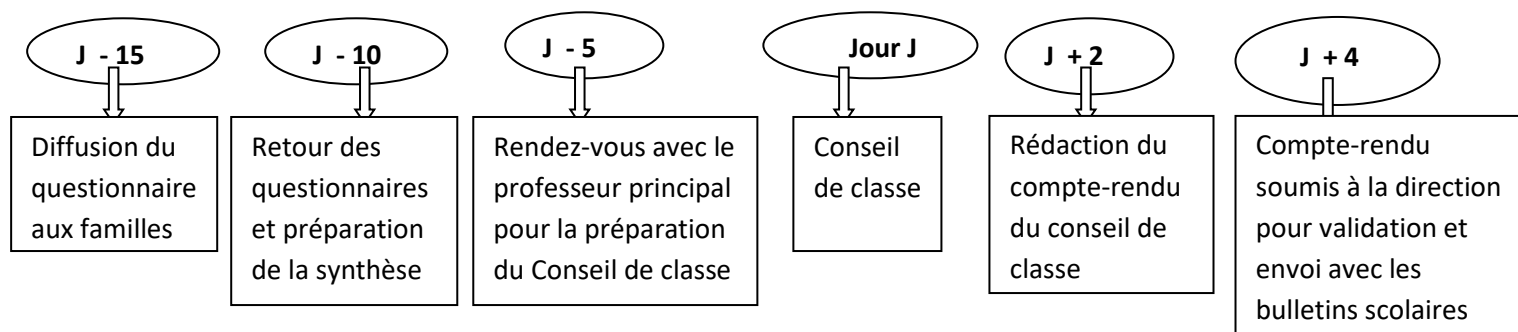 J - 15
Diffusion du
questionnaire
aux familles
J - 10
Retour des
questionnaires
et préparation
de la synthèse
J - 5
Rendez-vous avec le
professeur principal
pour la préparation
du Conseil de classe
Jour J
Conseil
de classe
J + 2
Rédaction du
compte-rendu
du conseil de
classe
J + 4
Compte-rendu
soumis à la direction
pour validation et
envoi avec les
bulletins scolaires